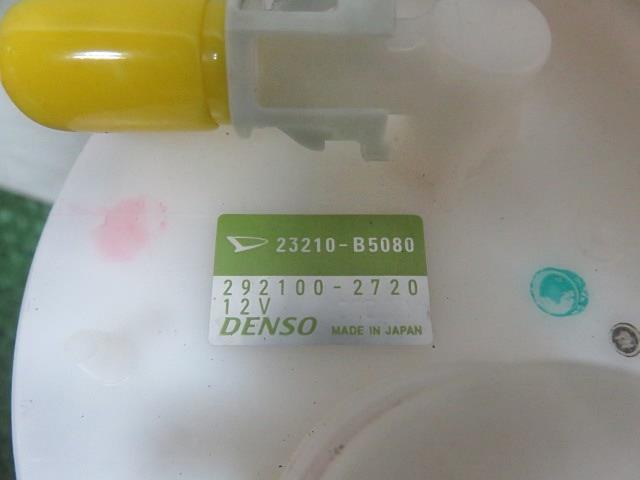 23210-B5080
292100-2720
12V
DENSO MADE IN JAPAN